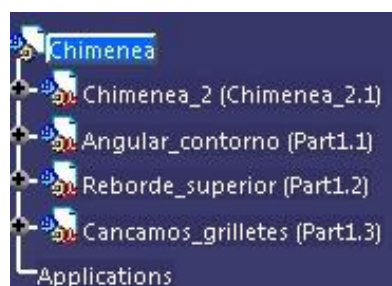 Chimenea
Chimenea_2 (Chimenea_2.1)
Angular_contorno (Part1.1)
Reborde_superior (Part1.2)
Cancamos_grilletes (Part1.3)
Applications